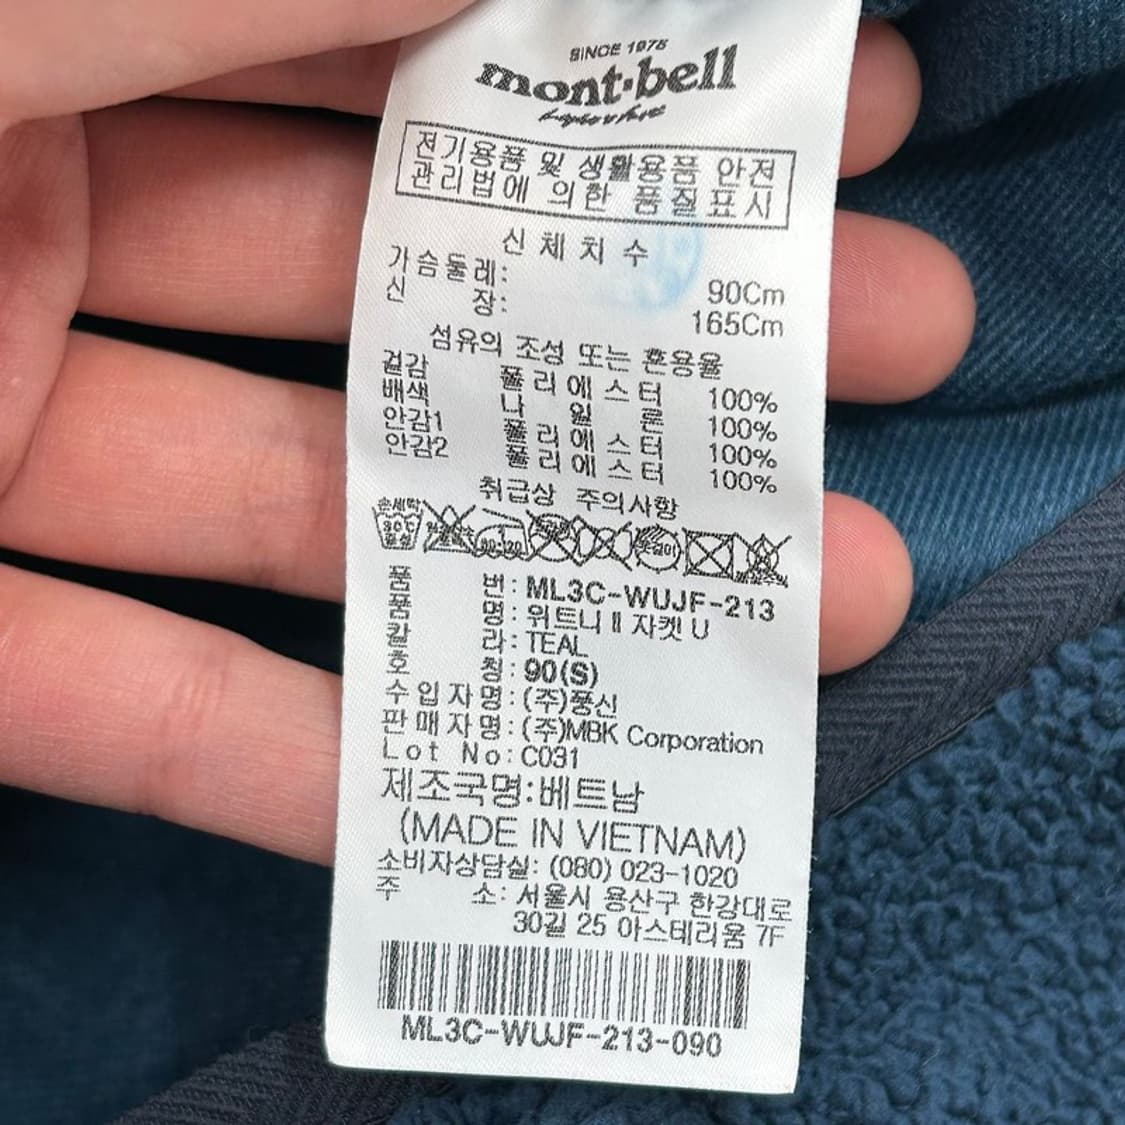 SINCE 1975
mont·bell
전기용품 및 생활용품 안전
관리법에 의한 품질표시
신체치수
가슴둘레: 90Cm
신 장: 165Cm
섬유의 조성 또는 혼용율
겉감 폴리에스터 100%
배색 나일론 100%
안감1 폴리에스터 100%
안감2 폴리에스터 100%
취급상 주의사항
손세탁
30℃
중성
품 번: ML3C-WUJF-213
품 명: 위트니 II 자켓 U
칼 라: TEAL
호 칭: 90(S)
수입자명: (주)풍신
판매자명: (주)MBK Corporation
Lot No: C031
제조국명: 베트남
(MADE IN VIETNAM)
소비자상담실: (080) 023-1020
주 소: 서울시 용산구 한강대로
30길 25 아스테리움 7F
ML3C-WUJF-213-090